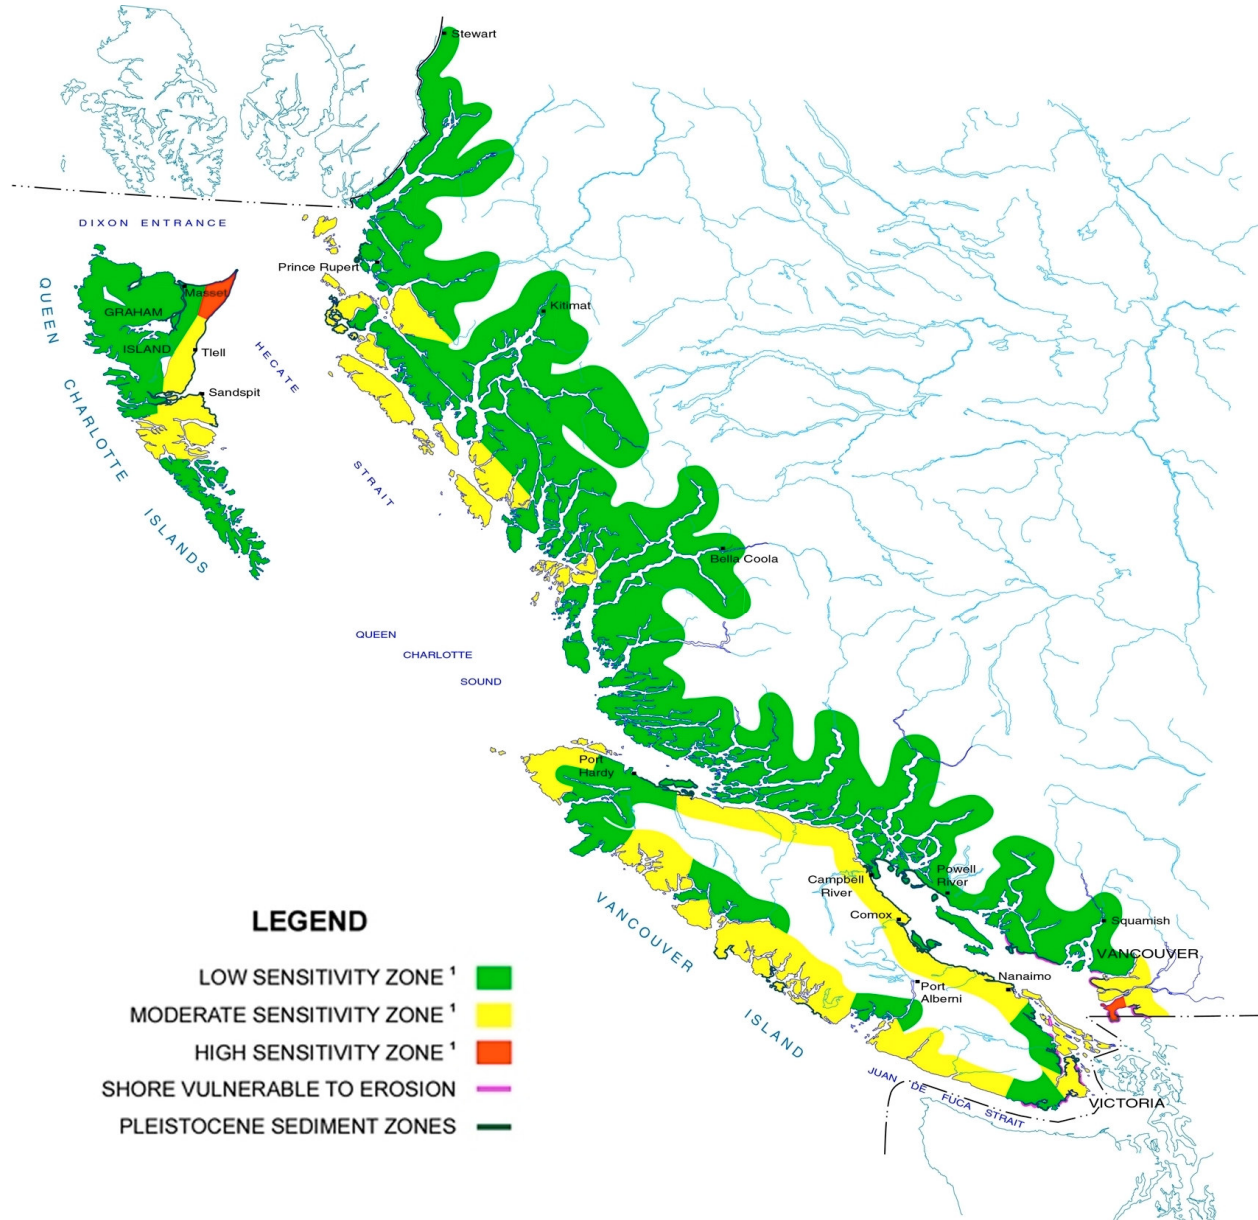 Stewart
DIXON ENTRANCE
Prince Rupert
QUEEN
CHARLOTTE
ISLANDS
Masset
GRAHAM
ISLAND
Tlell
Sandspit
HECATE
STRAIT
Kitimat
Bella Coola
QUEEN
CHARLOTTE
SOUND
Port
Hardy
Campbell
River
Powell
River
Comox
Squamish
VANCOUVER
Nanaimo
Port
Alberni
VANCOUVER
ISLAND
JUAN DE
FUCA STRAIT
VICTORIA
LEGEND
LOW SENSITIVITY ZONE ¹
MODERATE SENSITIVITY ZONE ¹
HIGH SENSITIVITY ZONE ¹
SHORE VULNERABLE TO EROSION
PLEISTOCENE SEDIMENT ZONES